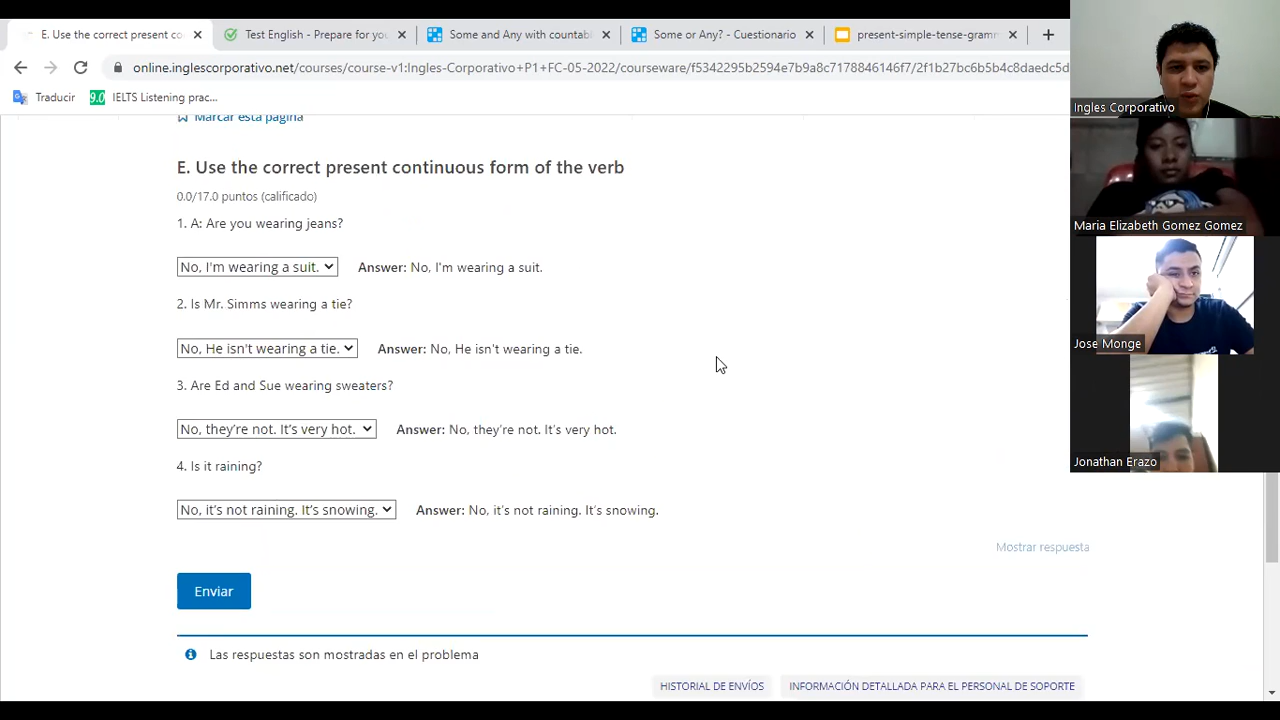 E. Use the correct present co
Test English - Prepare for you
Some and Any with countab
Some or Any? - Cuestionario
present-simple-tense-gramm
online.inglescorporativo.net/courses/course-v1:Ingles-Corporativo+P1+FC-05-2022/courseware/f5342295b2594e7b9a8c7178846146f7/2f1b27bc6b5b4c8daedc5d
Traducir
9.0 IELTS Listening prac...
Marcar esta página
E. Use the correct present continuous form of the verb
0.0/17.0 puntos (calificado)
1. A: Are you wearing jeans?
No, I'm wearing a suit. Answer: No, I'm wearing a suit.
2. Is Mr. Simms wearing a tie?
No, He isn't wearing a tie. Answer: No, He isn't wearing a tie.
3. Are Ed and Sue wearing sweaters?
No, they’re not. It’s very hot. Answer: No, they’re not. It’s very hot.
4. Is it raining?
No, it’s not raining. It’s snowing. Answer: No, it’s not raining. It’s snowing.
Mostrar respuesta
Enviar
Las respuestas son mostradas en el problema
HISTORIAL DE ENVÍOS
INFORMACIÓN DETALLADA PARA EL PERSONAL DE SOPORTE
Ingles Corporativo
Maria Elizabeth Gomez Gomez
Jose Monge
Jonathan Erazo